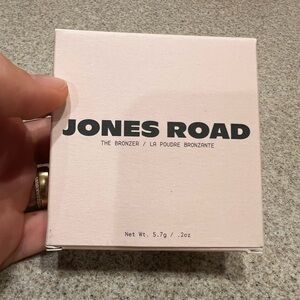 JONES ROAD
THE BRONZER / LA POUDRE BRONZANTE
Net Wt. 5.7g / .2oz